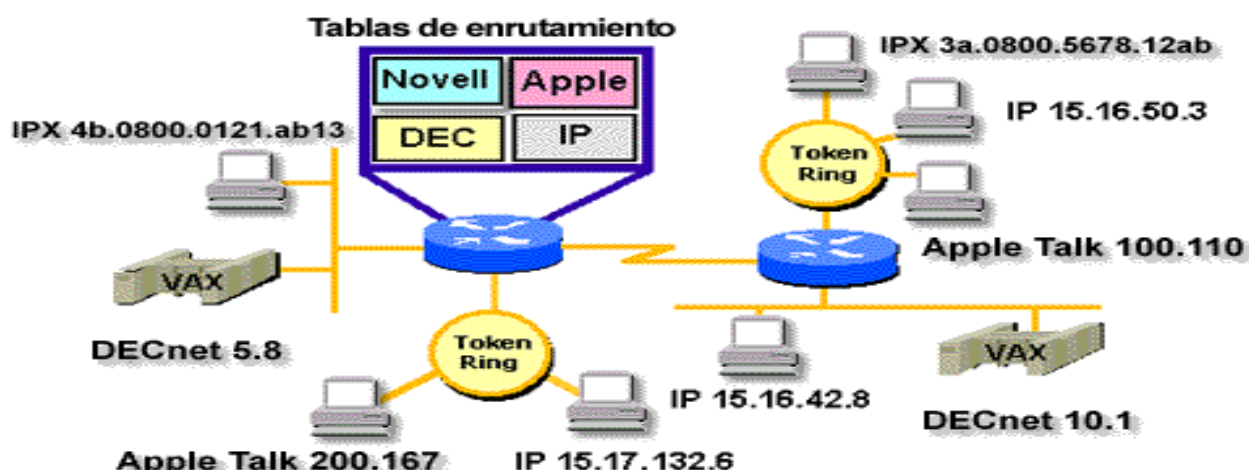 Tablas de enrutamiento
Novell
Apple
DEC
IP
IPX 4b.0800.0121.ab13
VAX
DECnet 5.8
Token
Ring
Apple Talk 200.167
IP 15.17.132.6
IPX 3a.0800.5678.12ab
IP 15.16.50.3
Token
Ring
Apple Talk 100.110
IP 15.16.42.8
VAX
DECnet 10.1